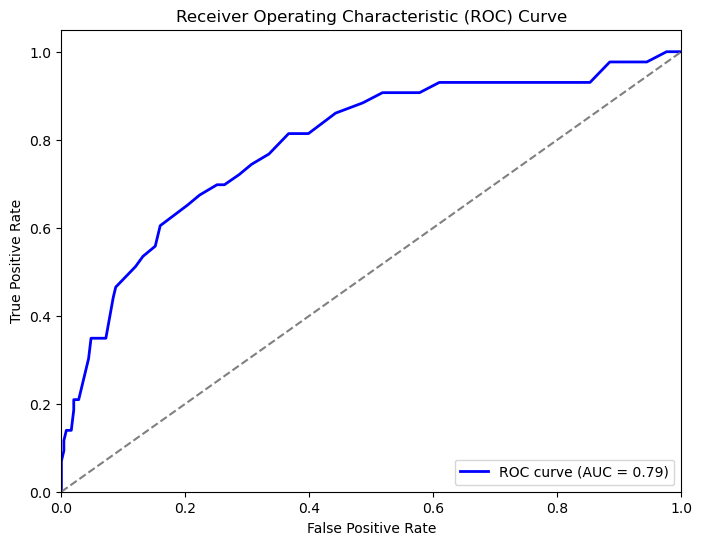 Receiver Operating Characteristic (ROC) Curve
True Positive Rate
1.0
0.8
0.6
0.4
0.2
0.0
ROC curve (AUC = 0.79)
0.0 0.2 0.4 0.6 0.8 1.0
False Positive Rate